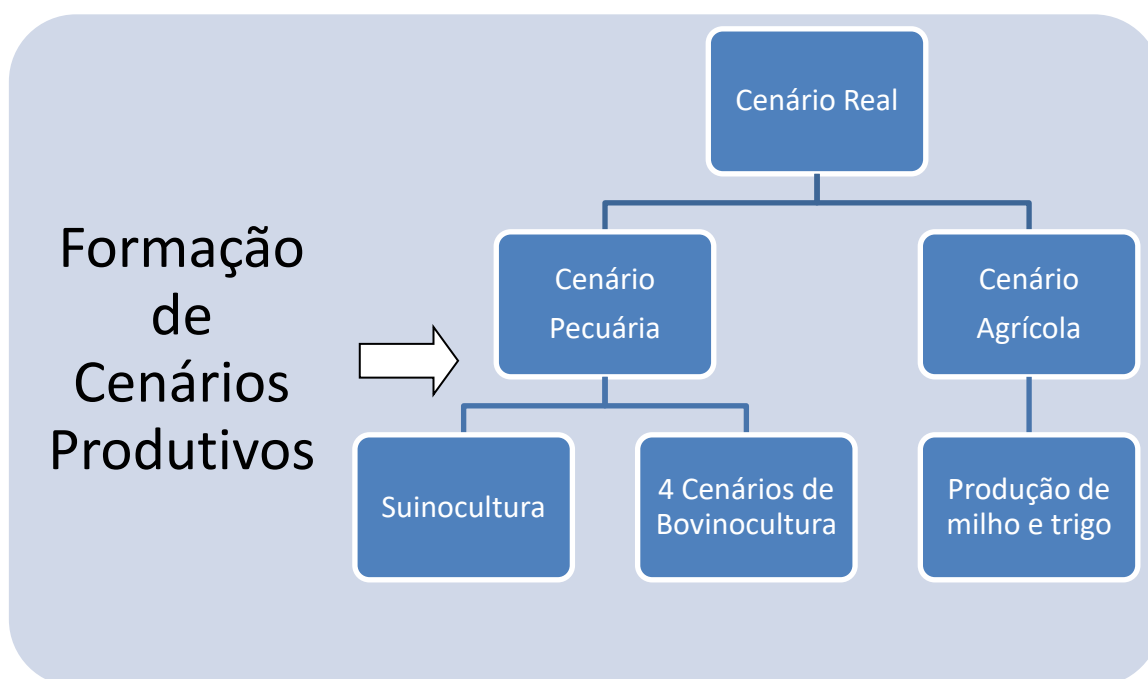 Formação
de
Cenários
Produtivos
Cenário Real
Cenário
Pecuária
Cenário
Agrícola
Suinocultura
4 Cenários de
Bovinocultura
Produção de
milho e trigo